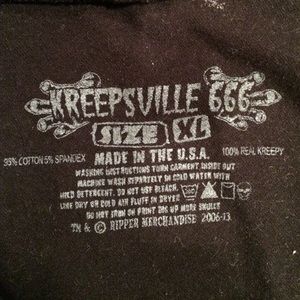 KREEPSVILLE 666
SIZE XL
MADE IN THE U.S.A.
95% COTTON 5% SPANDEX
100% REAL KREEPY
WASHING INSTRUCTIONS TURN GARMENT INSIDE OUT
MACHINE WASH SEPARATELY IN COLD WATER WITH
MILD DETERGENT. DO NOT USE BLEACH.
LINE DRY OR COLD AIR FLUFF IN DRYER
DO NOT IRON ON PRINT DIG UP MORE SKULLS
TM & © RIPPER MERCHANDISE 2006-13